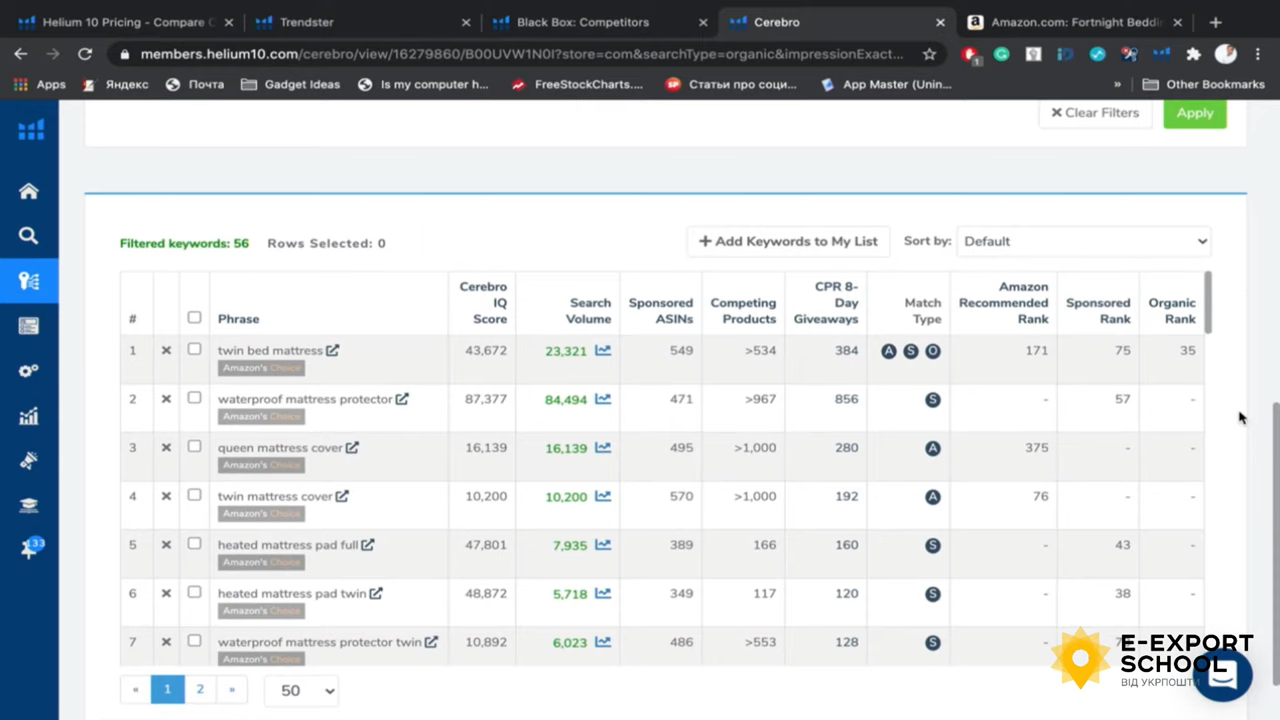 Helium 10 Pricing - Compare
Trendster
Black Box: Competitors
Cerebro
Amazon.com: Fortnight Beddi
members.helium10.com/cerebro/view/16279860/B00UVW1N0I?store=com&searchType=organic&impressionExact...
Apps
Яндекс
Почта
Gadget Ideas
Is my computer h...
FreeStockCharts....
Статьи про соци...
App Master (Unin...
»
Other Bookmarks
Clear Filters
Apply
Filtered keywords: 56
Rows Selected: 0
+ Add Keywords to My List
Sort by:
Default
# Phrase Cerebro IQ Score Search Volume Sponsored ASINs Competing Products CPR 8-Day Giveaways Match Type Amazon Recommended Rank Sponsored Rank Organic Rank
1 twin bed mattress 43,672 23,321 549 >534 384 A S O 171 75 35
Amazon's Choice
2 waterproof mattress protector 87,377 84,494 471 >967 856 S - 57 -
Amazon's Choice
3 queen mattress cover 16,139 16,139 495 >1,000 280 A 375 - -
Amazon's Choice
4 twin mattress cover 10,200 10,200 570 >1,000 192 A 76 - -
Amazon's Choice
5 heated mattress pad full 47,801 7,935 389 166 160 S - 43 -
Amazon's Choice
6 heated mattress pad twin 48,872 5,718 349 117 120 S - 38 -
Amazon's Choice
7 waterproof mattress protector twin 10,892 6,023 486 >553 128 S -
Amazon's Choice
« 1 2 »
50
133
E-EXPORT
SCHOOL
ВІД УКРПОШТИ